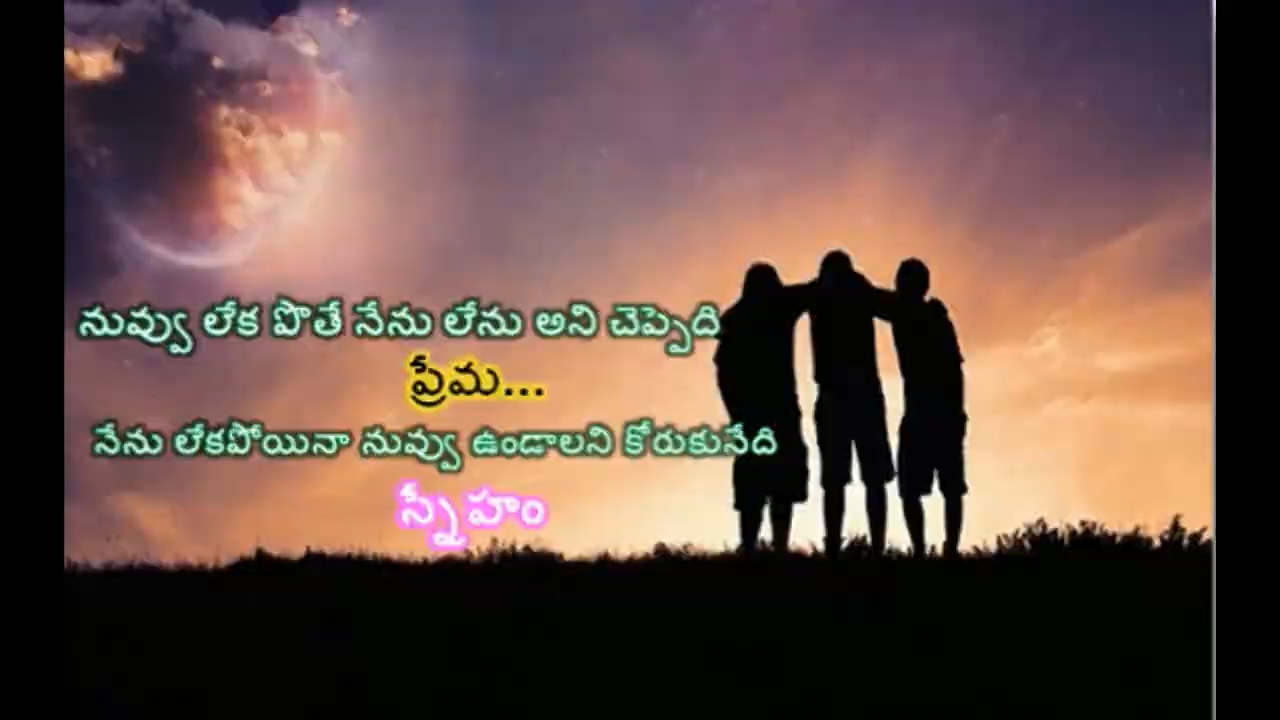 నువ్వు లేక పొతే నేను లేను అని చెప్పెది
ప్రేమ...
నేను లేకపోయినా నువ్వు ఉండాలని కోరుకునేది
స్నేహం